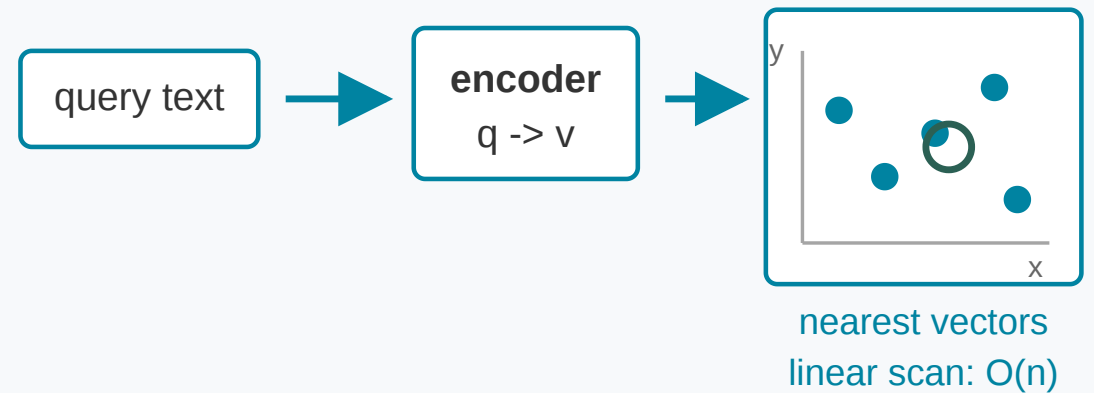 query text
encoder
q -> v
y
x
nearest vectors
linear scan: O(n)